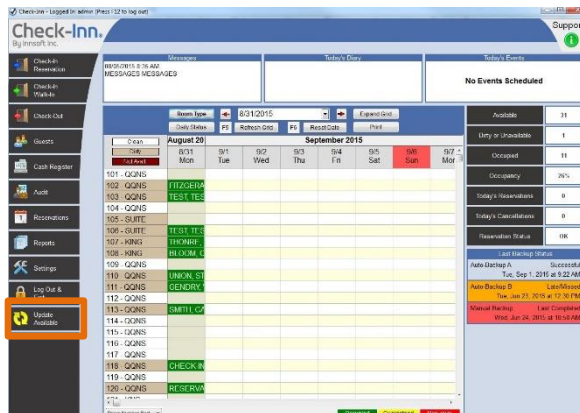 Check-Inn - Logged In: admin (Press F12 to log out)
Check-Inn.
By Innsoft Inc.
Support
Messages
08/05/2015 8:36 AM
MESSAGES MESSAGES
Today's Diary
Today's Events
No Events Scheduled
Check-In
Reservation
Check-In
Walk-In
Check Out
Guests
Cash Register
Audit
Reservations
Reports
Settings
Log Out &
Update
Available
Room Type
8/31/2015
Expand Grid
Daily Status
F5
Refresh Grid
F6
Reset Date
Print
Clean
Dirty
Not Avail
August 20
September 2015
8/31
Mon
9/1
Tue
9/2
Wed
9/3
Thu
9/4
Fri
9/5
Sat
9/6
Sun
9/7
Mon
101 - QQNS
102 - QQNS
FITZGERA
103 - QQNS
TEST, TES
104 - QQNS
105 - SUITE
106 - SUITE
TEST, TES
107 - KING
108 - KING
BLOOM, C
109 - QQNS
110 - QQNS
UNION, ST
111 - QQNS
GENDRY,
112 - QQNS
113 - QQNS
SMITH, CA
114 - QQNS
115 - QQNS
116 - QQNS
117 - QQNS
118 - QQNS
CHECK IN
119 - QQNS
120 - QQNS
RESERVA
Available
31
Dirty or Unavailable
1
Occupied
11
Occupancy
26%
Today's Reservations
0
Today's Cancellations
0
Reservation Status
OK
Last Backup Status
Auto-Backup A
Successful
Tue, Sep 1, 2015 at 9:22 AM
Auto-Backup B
Late/Missed
Tue, Jun 23, 2015 at 12:30 PM
Manual Backup
Last Completed
Wed, Jun 24, 2015 at 10:58 AM